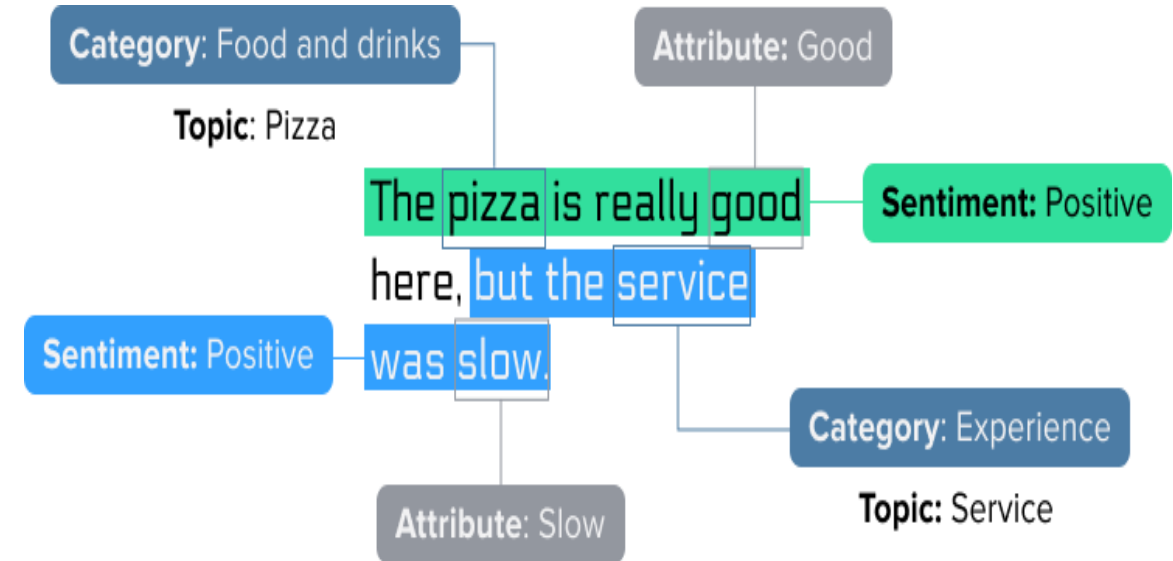 Category: Food and drinks
Attribute: Good
Topic: Pizza
The pizza is really good
Sentiment: Positive
here, but the service
Sentiment: Positive
was slow.
Category: Experience
Topic: Service
Attribute: Slow